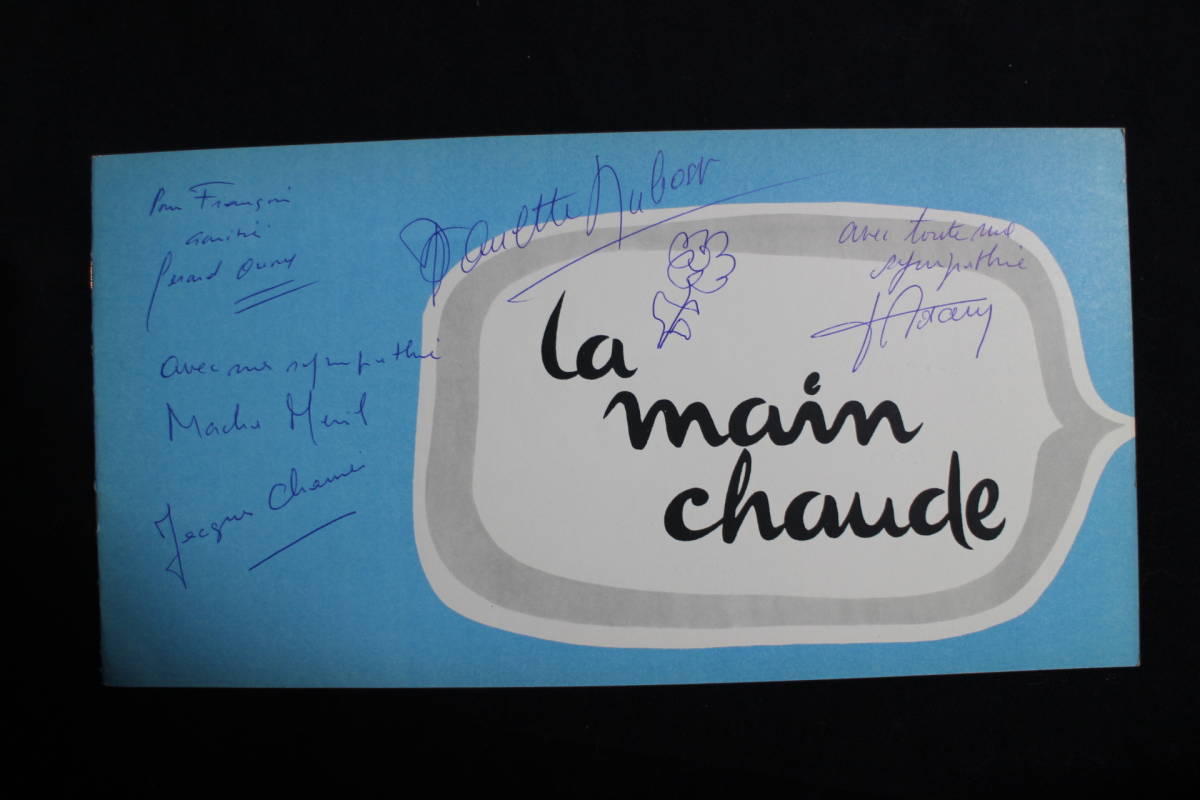 Pour François
amitié
Gérard Oury
Paulette Dubost
avec toute ma
sympathie
avec ma sympathie
Macha Méril
Jacques
la
main
chaude